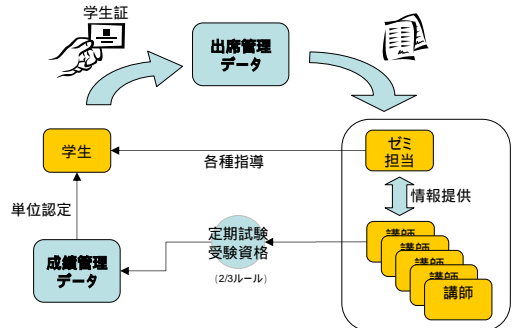 学生証
出席管理
データ
学生
ゼミ
担当
各種指導
情報提供
単位認定
定期試験
受験資格
(2/3ルール)
成績管理
データ
講師
講師
講師
講師
講師